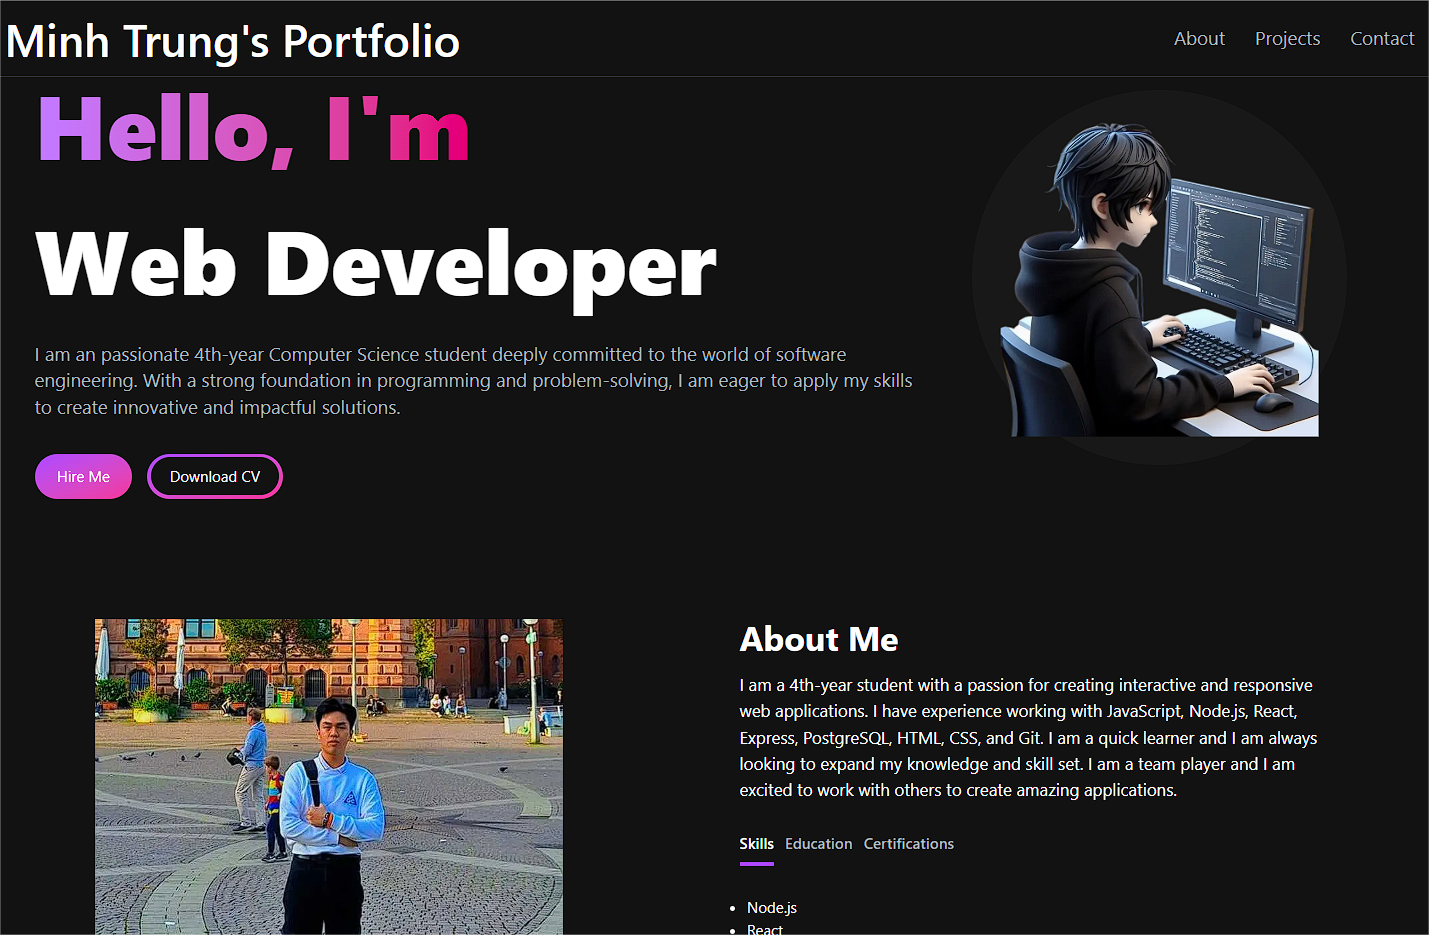 Minh Trung's Portfolio
About Projects Contact
Hello, I'm
Web Developer
I am an passionate 4th-year Computer Science student deeply committed to the world of software
engineering. With a strong foundation in programming and problem-solving, I am eager to apply my skills
to create innovative and impactful solutions.
Hire Me Download CV
About Me
I am a 4th-year student with a passion for creating interactive and responsive
web applications. I have experience working with JavaScript, Node.js, React,
Express, PostgreSQL, HTML, CSS, and Git. I am a quick learner and I am always
looking to expand my knowledge and skill set. I am a team player and I am
excited to work with others to create amazing applications.
Skills Education Certifications
Node.js
React